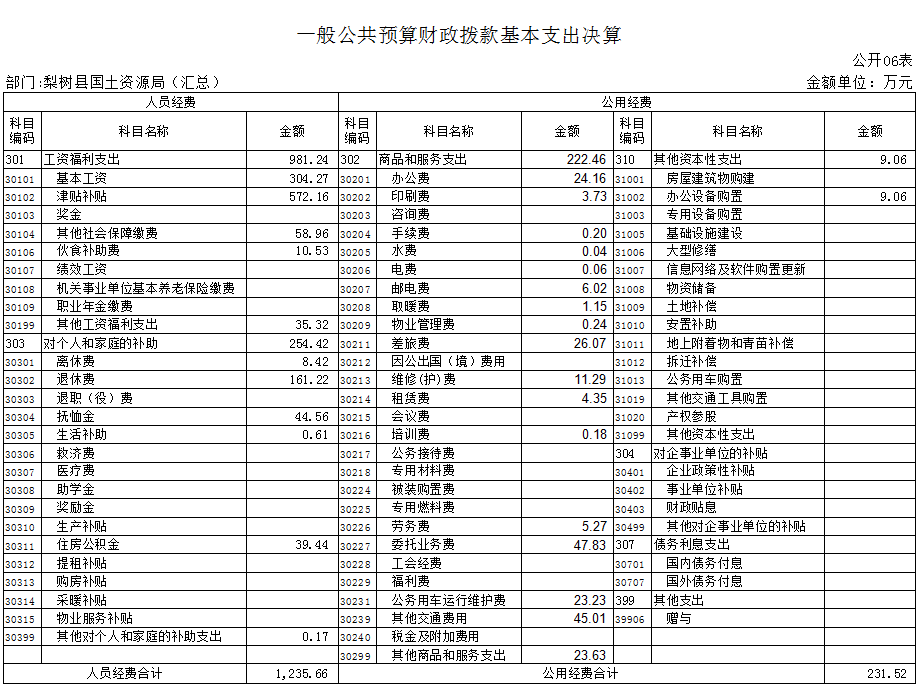 一般公共预算财政拨款基本支出决算
公开06表
部门:梨树县国土资源局（汇总） 金额单位：万元
人员经费 公用经费
科目编码 科目名称 金额 科目编码 科目名称 金额 科目编码 科目名称 金额
301 工资福利支出 981.24 302 商品和服务支出 222.46 310 其他资本性支出 9.06
30101 基本工资 304.27 30201 办公费 24.16 31001 房屋建筑物购建
30102 津贴补贴 572.16 30202 印刷费 3.73 31002 办公设备购置 9.06
30103 奖金 30203 咨询费 31003 专用设备购置
30104 其他社会保障缴费 58.96 30204 手续费 0.20 31005 基础设施建设
30106 伙食补助费 10.53 30205 水费 0.04 31006 大型修缮
30107 绩效工资 30206 电费 0.06 31007 信息网络及软件购置更新
30108 机关事业单位基本养老保险缴费 30207 邮电费 6.02 31008 物资储备
30109 职业年金缴费 30208 取暖费 1.15 31009 土地补偿
30199 其他工资福利支出 35.32 30209 物业管理费 0.24 31010 安置补助
303 对个人和家庭的补助 254.42 30211 差旅费 26.07 31011 地上附着物和青苗补偿
30301 离休费 8.42 30212 因公出国（境）费用 31012 拆迁补偿
30302 退休费 161.22 30213 维修(护)费 11.29 31013 公务用车购置
30303 退职（役）费 30214 租赁费 4.35 31019 其他交通工具购置
30304 抚恤金 44.56 30215 会议费 31020 产权参股
30305 生活补助 0.61 30216 培训费 0.18 31099 其他资本性支出
30306 救济费 30217 公务接待费 304 对企事业单位的补贴
30307 医疗费 30218 专用材料费 30401 企业政策性补贴
30308 助学金 30224 被装购置费 30402 事业单位补贴
30309 奖励金 30225 专用燃料费 30403 财政贴息
30310 生产补贴 30226 劳务费 5.27 30499 其他对企事业单位的补贴
30311 住房公积金 39.44 30227 委托业务费 47.83 307 债务利息支出
30312 提租补贴 30228 工会经费 30701 国内债务付息
30313 购房补贴 30229 福利费 30707 国外债务付息
30314 采暖补贴 30231 公务用车运行维护费 23.23 399 其他支出
30315 物业服务补贴 30239 其他交通费用 45.01 39906 赠与
30399 其他对个人和家庭的补助支出 0.17 30240 税金及附加费用
30299 其他商品和服务支出 23.63
人员经费合计 1,235.66 公用经费合计 231.52